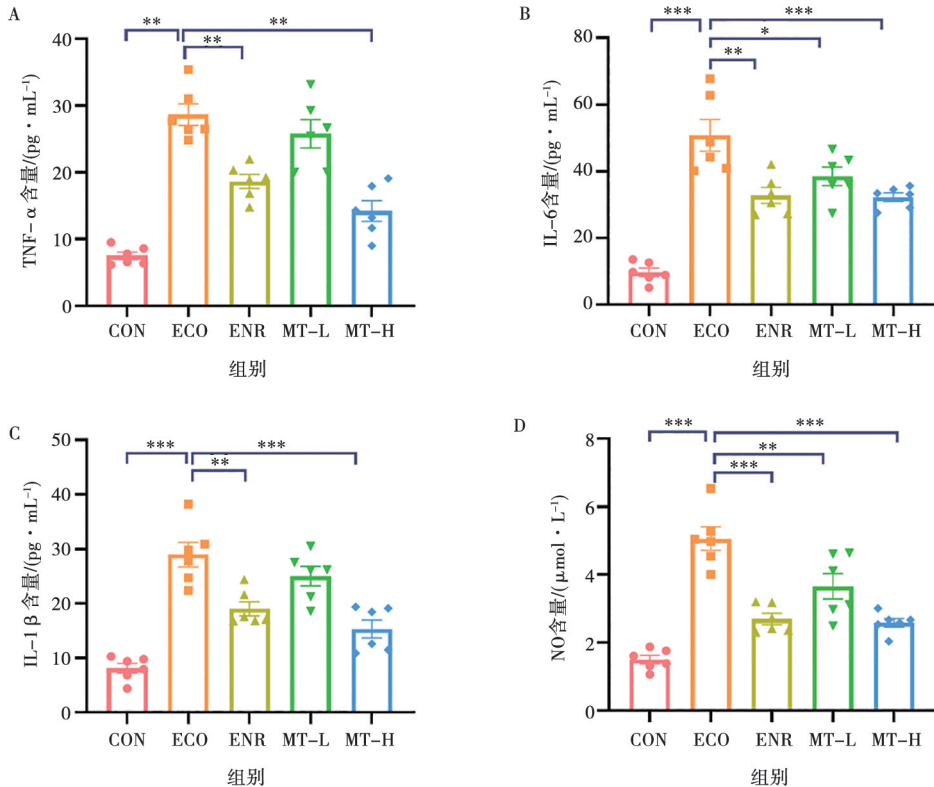 A
** **
**
TNF-α 含量/(pg·mL⁻¹)
40
30
20
10
0
CON ECO ENR MT-L MT-H
组别
B
*** ***
*
**
IL-6含量/(pg·mL⁻¹)
80
60
40
20
0
CON ECO ENR MT-L MT-H
组别
C
*** ***
**
IL-1β 含量/(pg·mL⁻¹)
50
40
30
20
10
0
CON ECO ENR MT-L MT-H
组别
D
*** ***
**
***
NO含量/(μmol·L⁻¹)
8
6
4
2
0
CON ECO ENR MT-L MT-H
组别